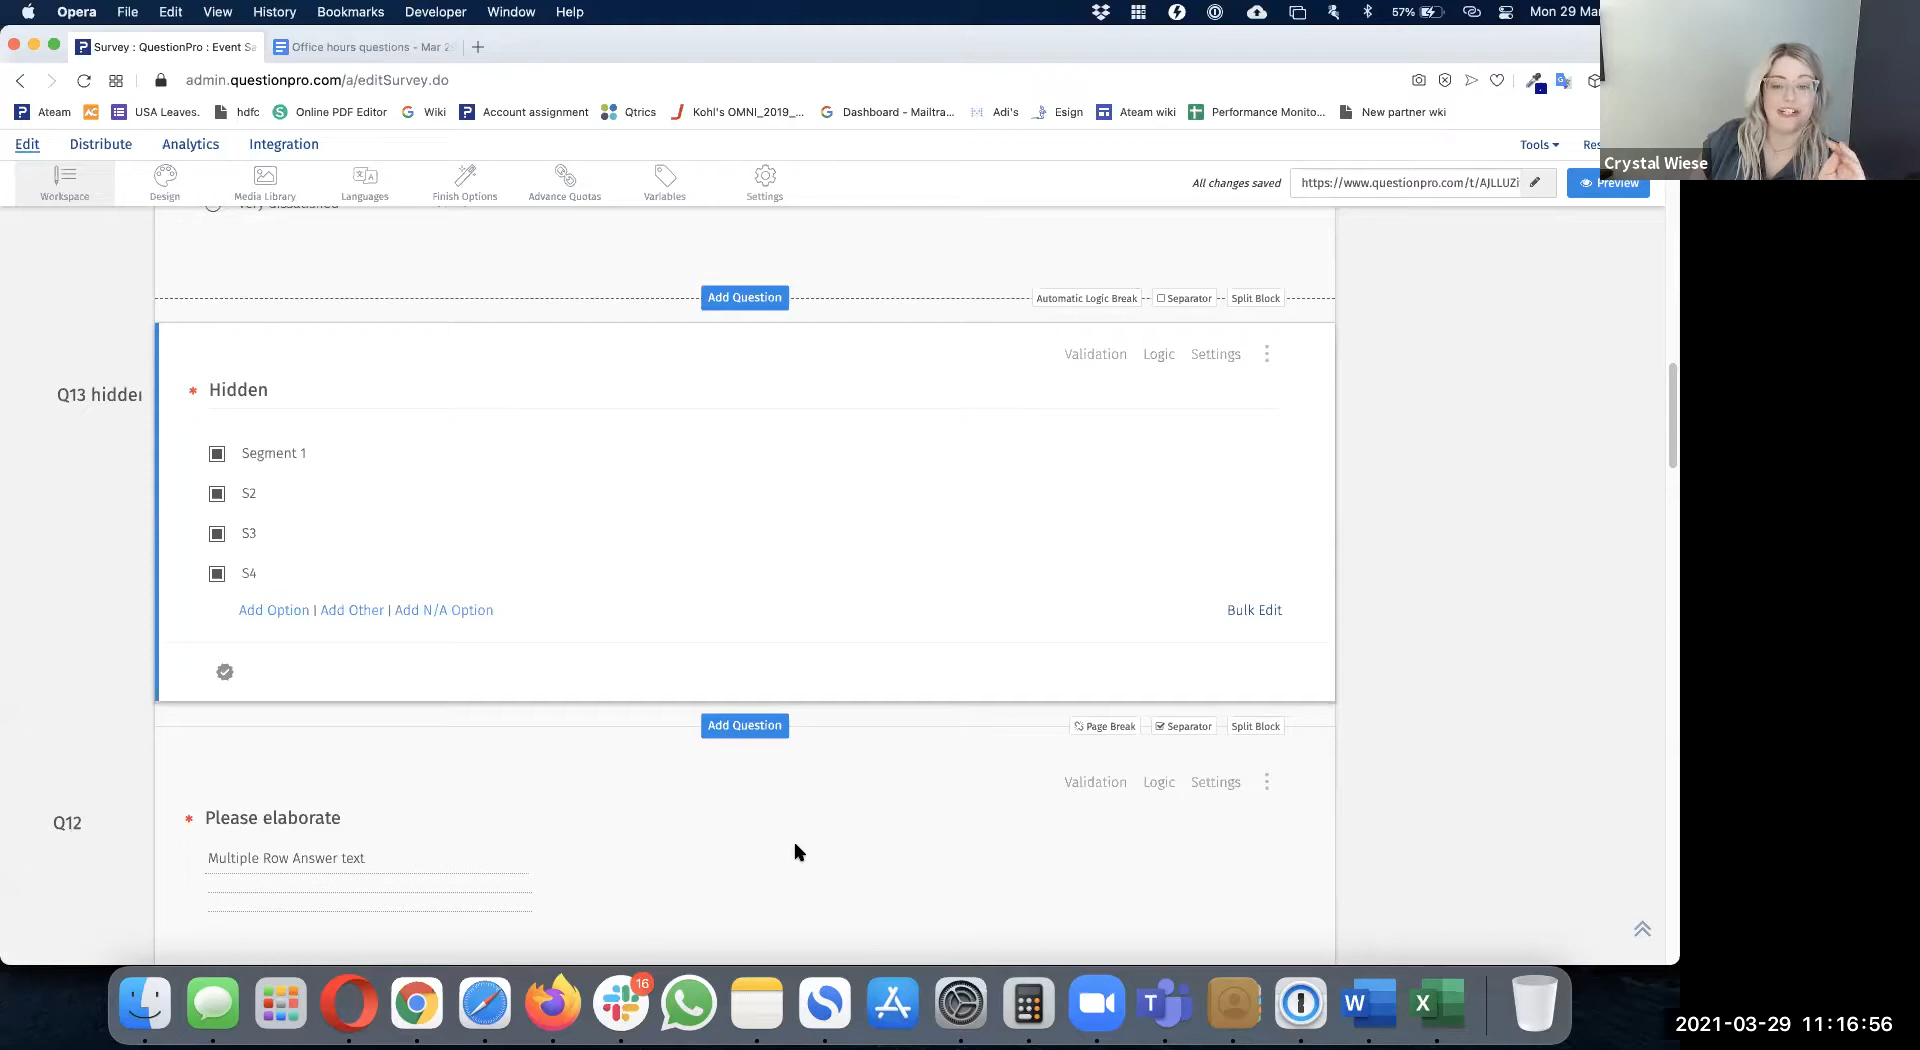 Opera File Edit View History Bookmarks Developer Window Help
57%
Mon 29 Mar
Survey : QuestionPro : Event Sa
Office hours questions - Mar 2
admin.questionpro.com/a/editSurvey.do
Ateam
USA Leaves.
hdfc
Online PDF Editor
Wiki
Account assignment
Qtrics
Kohl's OMNI_2019_...
Dashboard - Mailtra...
Adi's
Esign
Ateam wiki
Performance Monito...
New partner wki
Edit Distribute Analytics Integration
Tools
Res
Crystal Wiese
Workspace
Design
Media Library
Languages
Finish Options
Advance Quotas
Variables
Settings
All changes saved
https://www.questionpro.com/t/AJLLUZi
Preview
Very dissatisfied
Add Question
Automatic Logic Break
Separator
Split Block
Validation Logic Settings
Q13 hidder
* Hidden
Segment 1
S2
S3
S4
Add Option | Add Other | Add N/A Option
Bulk Edit
Add Question
Page Break
Separator
Split Block
Validation Logic Settings
Q12
* Please elaborate
Multiple Row Answer text
16
2021-03-29 11:16:56